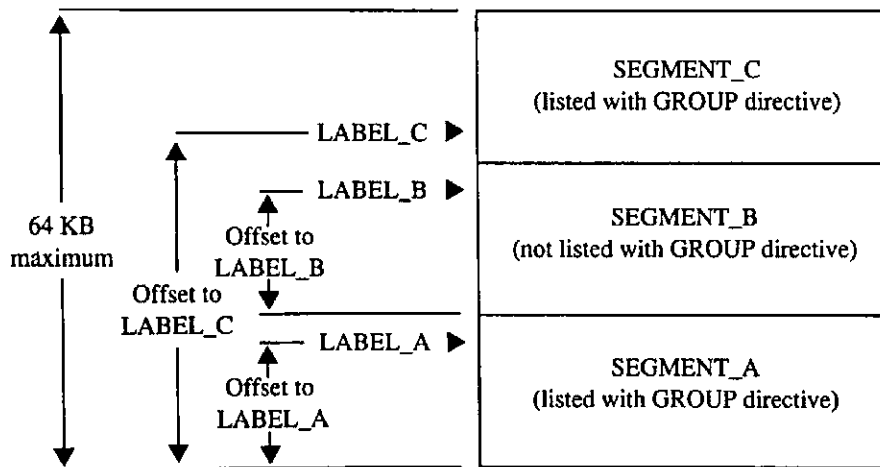 SEGMENT_C
(listed with GROUP directive)
LABEL_C
LABEL_B
64 KB
maximum
Offset to
LABEL_B
SEGMENT_B
(not listed with GROUP directive)
Offset to
LABEL_C
LABEL_A
SEGMENT_A
(listed with GROUP directive)
Offset to
LABEL_A